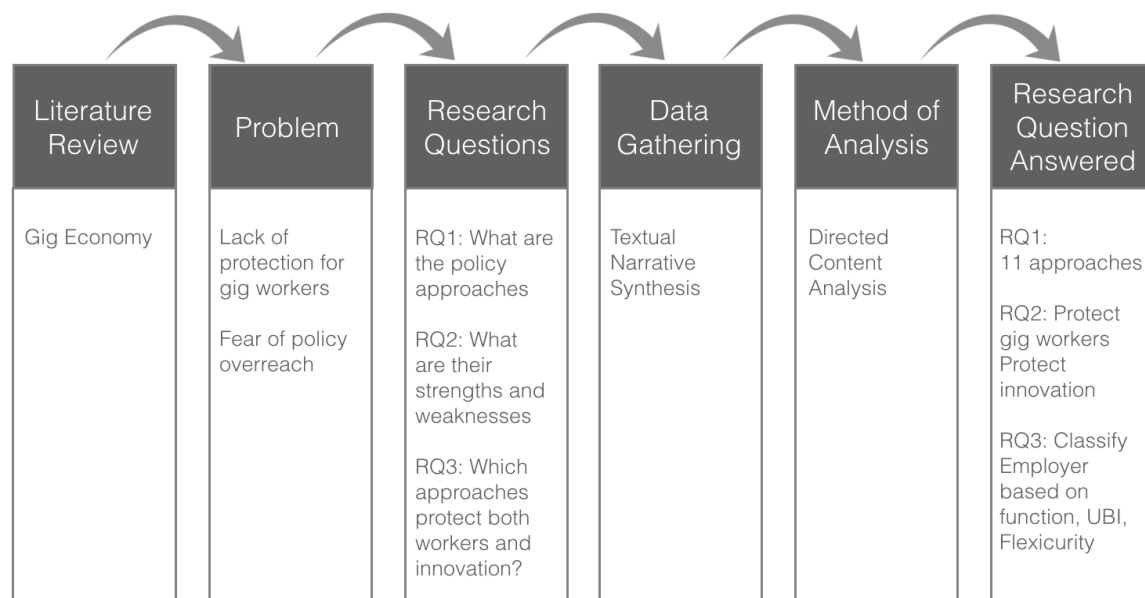 Literature
Review
Problem
Research
Questions
Data
Gathering
Method of
Analysis
Research
Question
Answered
Gig Economy
Lack of
protection for
gig workers
Fear of policy
overreach
RQ1: What are
the policy
approaches
RQ2: What
are their
strengths and
weaknesses
RQ3: Which
approaches
protect both
workers and
innovation?
Textual
Narrative
Synthesis
Directed
Content
Analysis
RQ1:
11 approaches
RQ2: Protect
gig workers
Protect
innovation
RQ3: Classify
Employer
based on
function, UBI,
Flexicurity